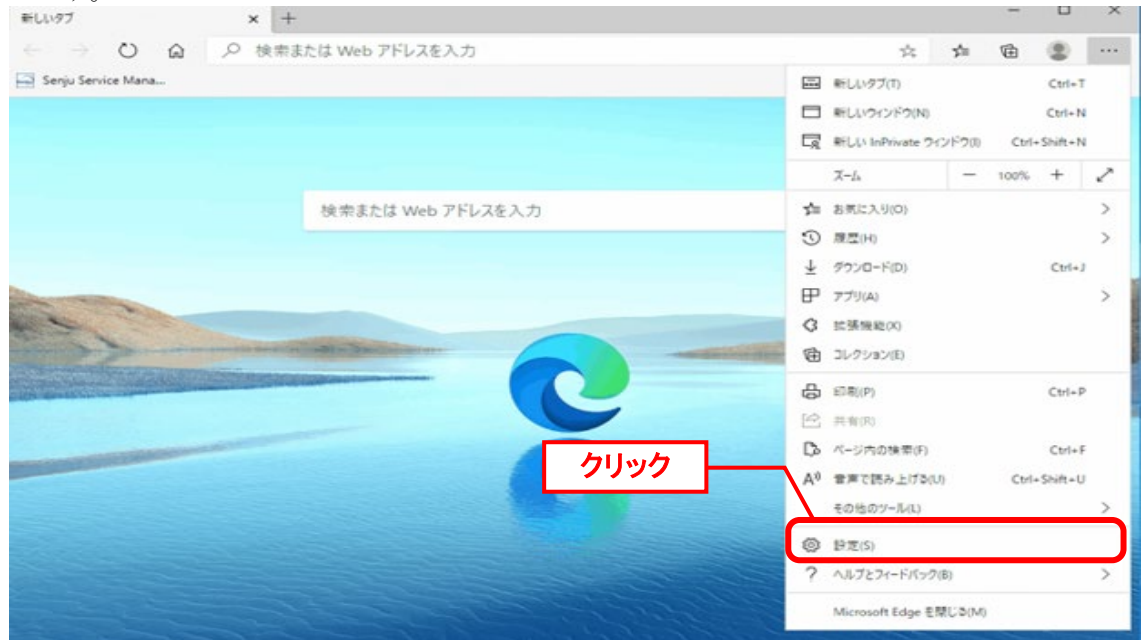 新しいタブ
検索または Web アドレスを入力
Senju Service Mana...
検索または Web アドレスを入力
クリック
新しいタブ(T) Ctrl+T
新しいウィンドウ(N) Ctrl+N
新しい InPrivate ウィンドウ(I) Ctrl+Shift+N
ズーム 100%
お気に入り(O)
履歴(H)
ダウンロード(D) Ctrl+J
アプリ(A)
拡張機能(X)
コレクション(E)
印刷(P) Ctrl+P
共有(R)
ページ内の検索(F) Ctrl+F
音声で読み上げる(U) Ctrl+Shift+U
その他のツール(L)
設定(S)
ヘルプとフィードバック(B)
Microsoft Edge を閉じる(M)